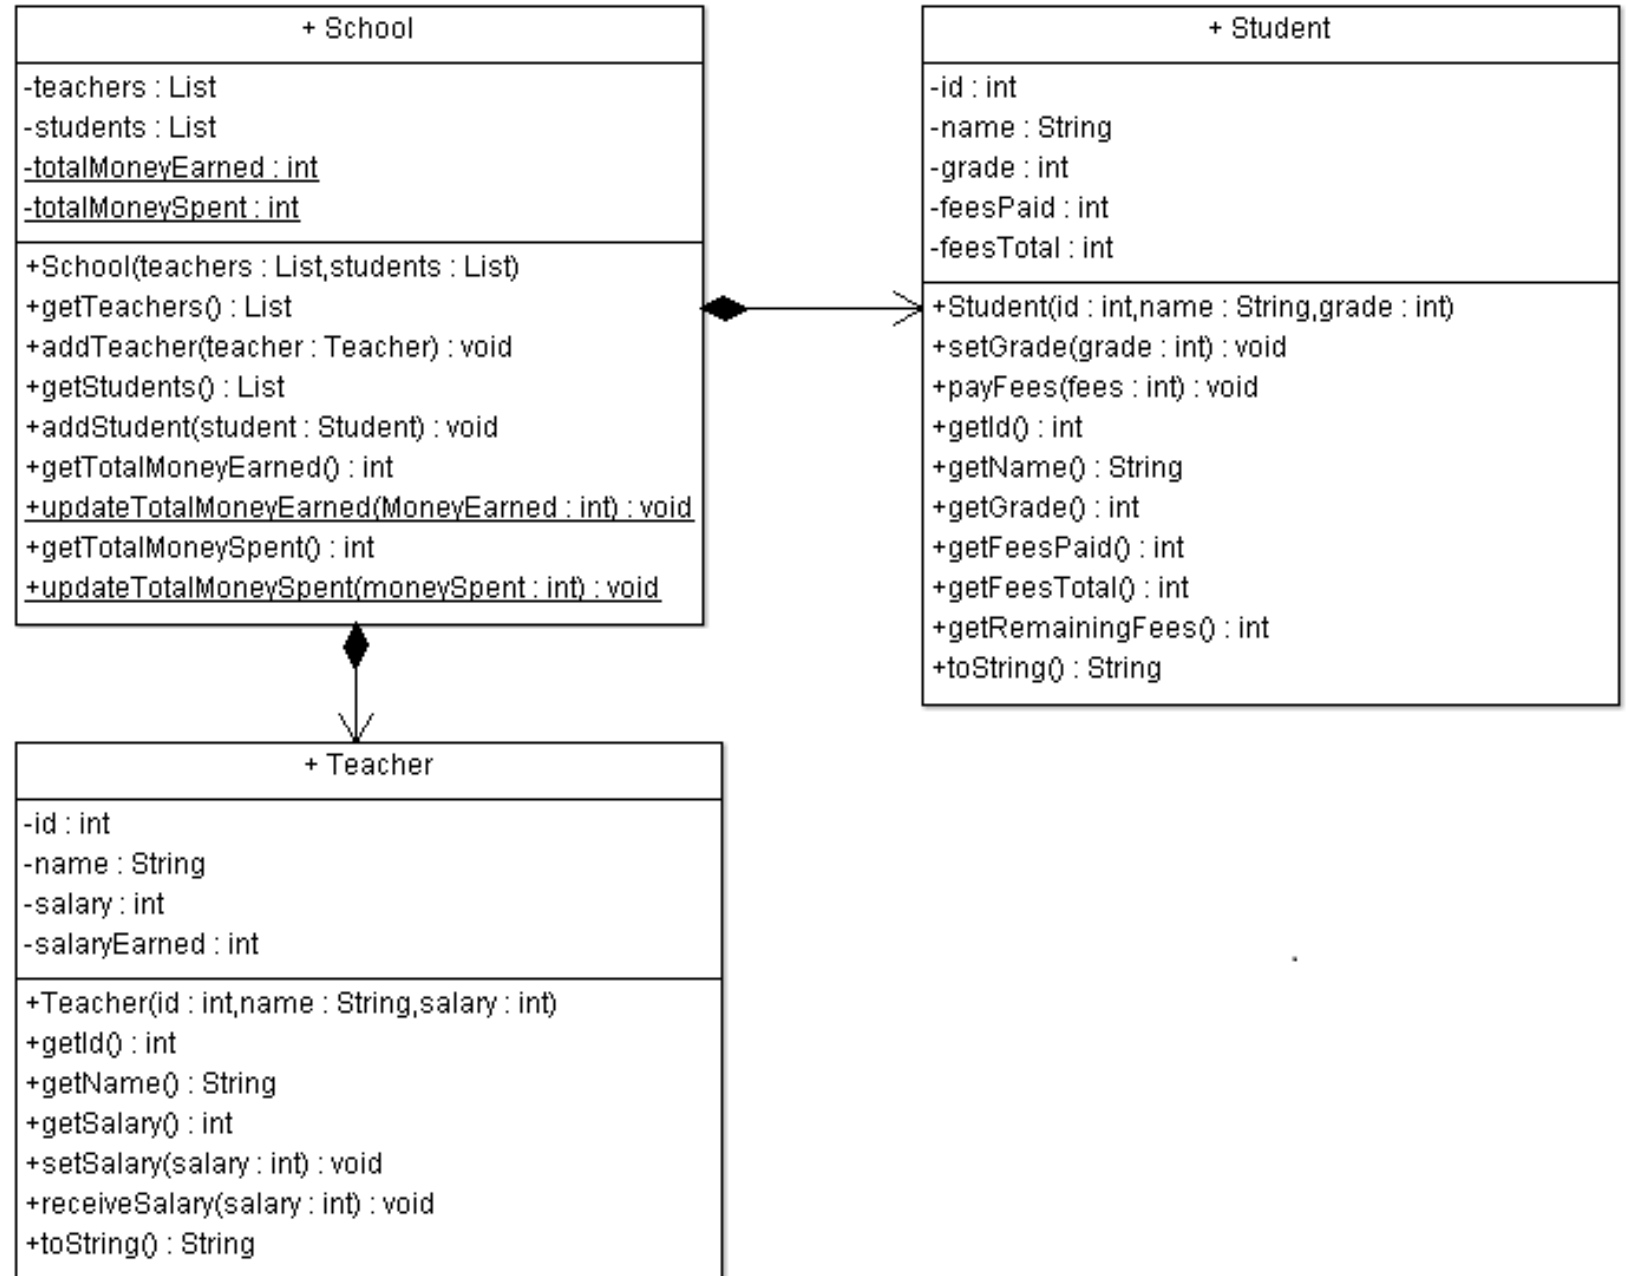 + School
-teachers : List
-students : List
-totalMoneyEarned : int
-totalMoneySpent : int
+School(teachers : List,students : List)
+getTeachers() : List
+addTeacher(teacher : Teacher) : void
+getStudents() : List
+addStudent(student : Student) : void
+getTotalMoneyEarned() : int
+updateTotalMoneyEarned(MoneyEarned : int) : void
+getTotalMoneySpent() : int
+updateTotalMoneySpent(moneySpent : int) : void
+ Student
-id : int
-name : String
-grade : int
-feesPaid : int
-feesTotal : int
+Student(id : int,name : String,grade : int)
+setGrade(grade : int) : void
+payFees(fees : int) : void
+getId() : int
+getName() : String
+getGrade() : int
+getFeesPaid() : int
+getFeesTotal() : int
+getRemainingFees() : int
+toString() : String
+ Teacher
-id : int
-name : String
-salary : int
-salaryEarned : int
+Teacher(id : int,name : String,salary : int)
+getId() : int
+getName() : String
+getSalary() : int
+setSalary(salary : int) : void
+receiveSalary(salary : int) : void
+toString() : String